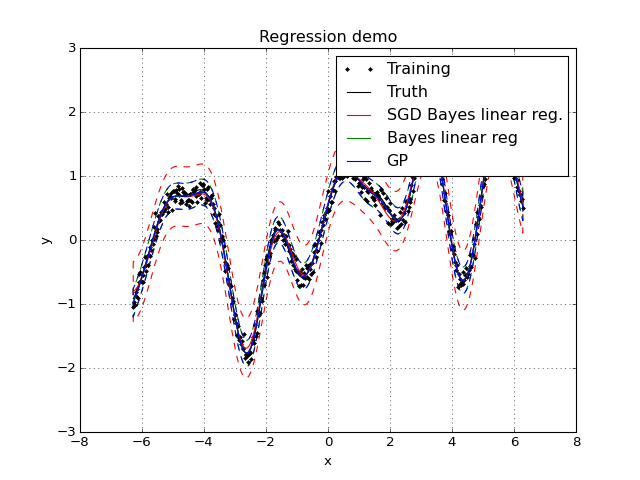 Regression demo
3
2
1
0
−1
−2
−3
y
Training
Truth
SGD Bayes linear reg.
Bayes linear reg
GP
−8 −6 −4 −2 0 2 4 6 8
x